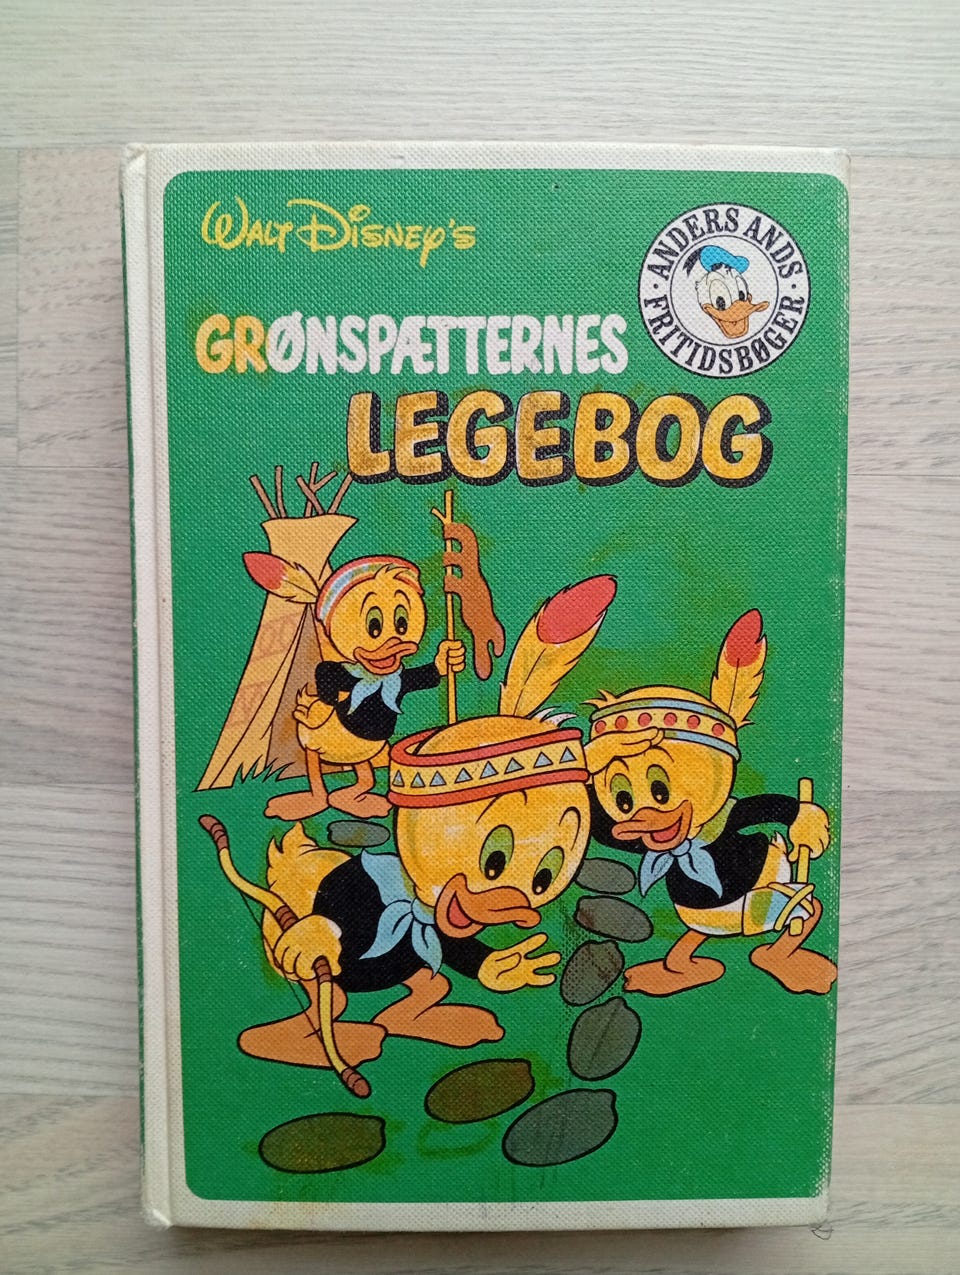 Walt Disney's
ANDERS ANDS
· FRITIDSBØGER ·
GRØNSPÆTTERNES
LEGEBOG